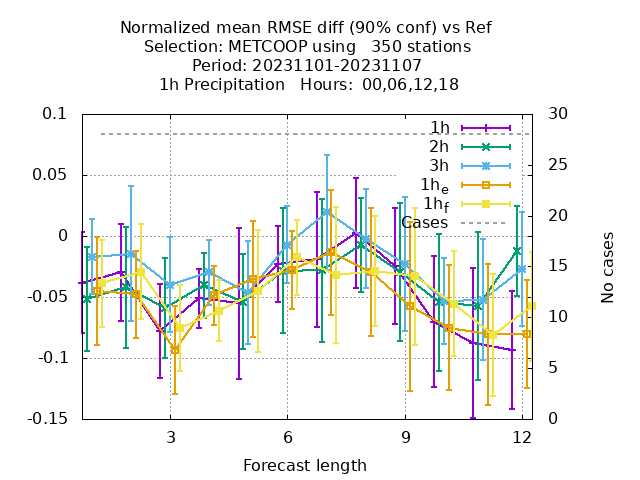 Normalized mean RMSE diff (90% conf) vs Ref
Selection: METCOOP using   350 stations
Period: 20231101-20231107
1h Precipitation   Hours:  00,06,12,18
0.1
0.05
0
-0.05
-0.1
-0.15
30
25
20
15
10
5
0
1h
2h
3h
1he
1hf
Cases
No cases
3
6
9
12
Forecast length